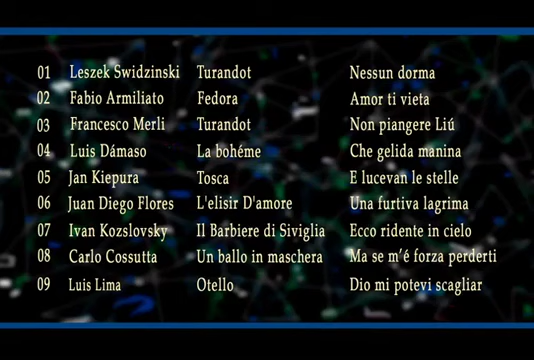 01 Leszek Swidzinski Turandot Nessun dorma
02 Fabio Armiliato Fedora Amor ti vieta
03 Francesco Merli Turandot Non piangere Liú
04 Luis Dámaso La bohéme Che gelida manina
05 Jan Kiepura Tosca E lucevan le stelle
06 Juan Diego Flores L'elisir D'amore Una furtiva lagrima
07 Ivan Kozslovsky Il Barbiere di Siviglia Ecco ridente in cielo
08 Carlo Cossutta Un ballo in maschera Ma se m'é forza perderti
09 Luis Lima Otello Dio mi potevi scagliar